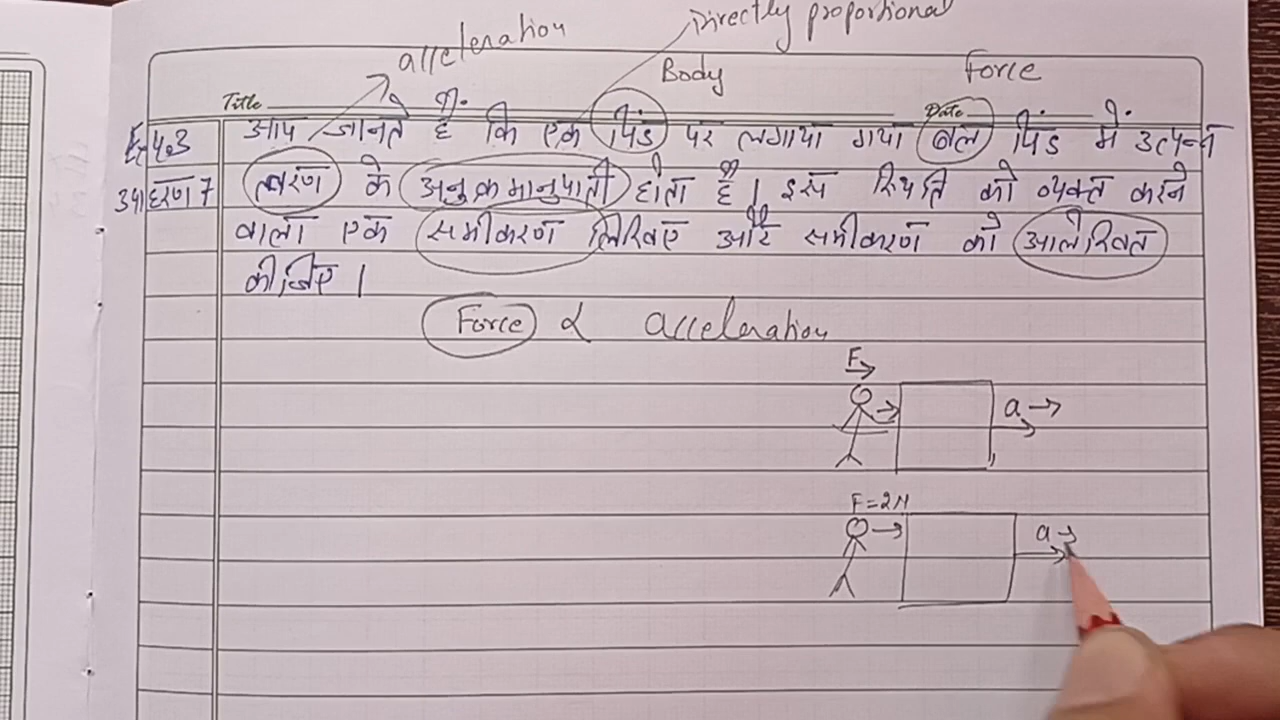 Directly proportional
acceleration
Body Force
Title Date
Ex 4.3 आप जानते हैं कि एक पिंड पर लगाया गया बल पिंड में उत्पन्न
उदाहरण 7 त्वरण के अनुक्रमानुपाती होता है। इस स्थिति को व्यक्त करने
वाला एक समीकरण लिखिए और समीकरण को आलेखित
कीजिए।
Force ∝ acceleration
F
a →
F = 2N
a →